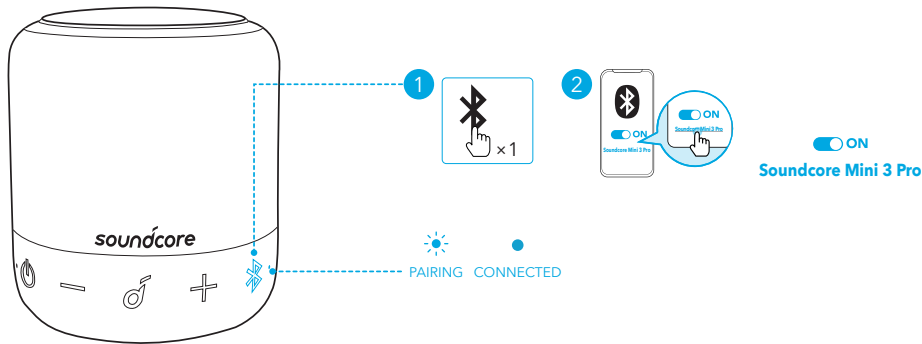 soundcore
1
×1
2
ON
Soundcore Mini 3 Pro
ON
Soundcore Mini 3 Pro
ON
Soundcore Mini 3 Pro
PAIRING CONNECTED